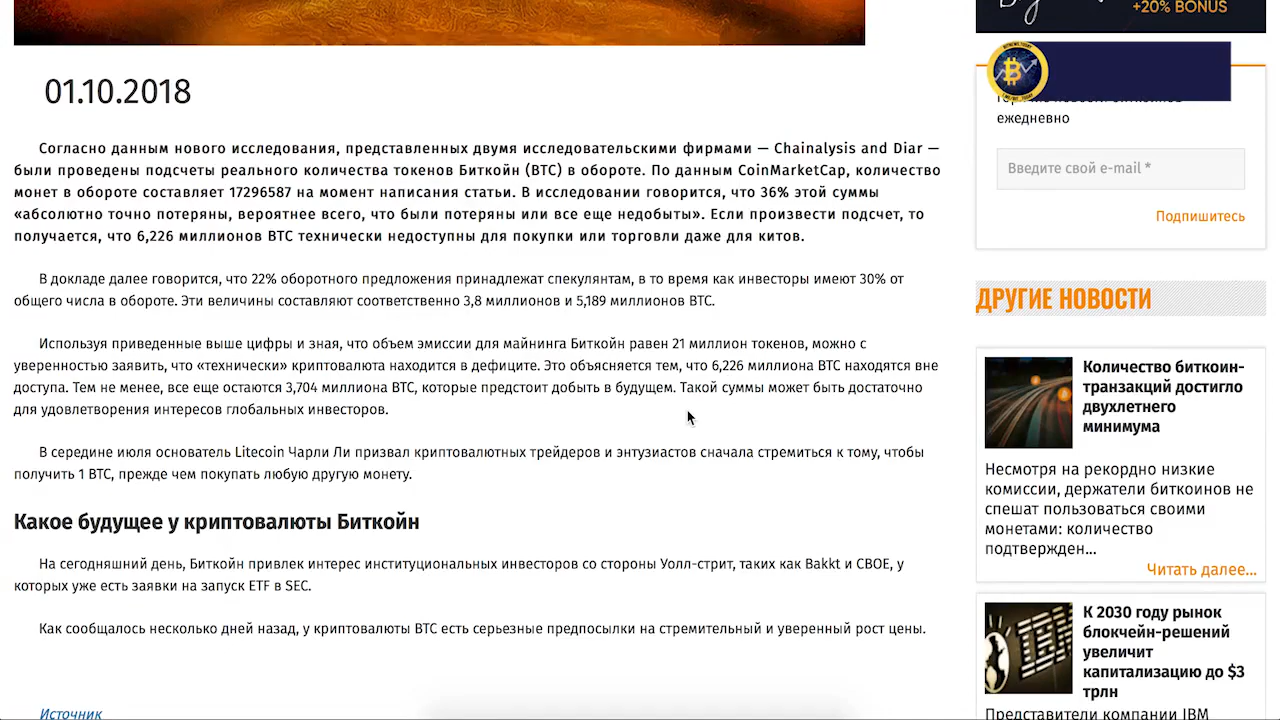 +20% BONUS
01.10.2018
Согласно данным нового исследования, представленных двумя исследовательскими фирмами — Chainalysis and Diar —
были проведены подсчеты реального количества токенов Биткойн (BTC) в обороте. По данным CoinMarketCap, количество
монет в обороте составляет 17296587 на момент написания статьи. В исследовании говорится, что 36% этой суммы
«абсолютно точно потеряны, вероятнее всего, что были потеряны или все еще недобыты». Если произвести подсчет, то
получается, что 6,226 миллионов BTC технически недоступны для покупки или торговли даже для китов.
В докладе далее говорится, что 22% оборотного предложения принадлежат спекулянтам, в то время как инвесторы имеют 30% от
общего числа в обороте. Эти величины составляют соответственно 3,8 миллионов и 5,189 миллионов BTC.
Используя приведенные выше цифры и зная, что объем эмиссии для майнинга Биткойн равен 21 миллион токенов, можно с
уверенностью заявить, что «технически» криптовалюта находится в дефиците. Это объясняется тем, что 6,226 миллиона BTC находятся вне
доступа. Тем не менее, все еще остаются 3,704 миллиона BTC, которые предстоит добыть в будущем. Такой суммы может быть достаточно
для удовлетворения интересов глобальных инвесторов.
В середине июля основатель Litecoin Чарли Ли призвал криптовалютных трейдеров и энтузиастов сначала стремиться к тому, чтобы
получить 1 BTC, прежде чем покупать любую другую монету.
Какое будущее у криптовалюты Биткойн
На сегодняшний день, Биткойн привлек интерес институциональных инвесторов со стороны Уолл-стрит, таких как Bakkt и CBOE, у
которых уже есть заявки на запуск ETF в SEC.
Как сообщалось несколько дней назад, у криптовалюты BTC есть серьезные предпосылки на стремительный и уверенный рост цены.
Источник
ежедневно
Введите свой e-mail *
Подпишитесь
ДРУГИЕ НОВОСТИ
Количество биткоин-
транзакций достигло
двухлетнего
минимума
Несмотря на рекордно низкие
комиссии, держатели биткоинов не
спешат пользоваться своими
монетами: количество
подтвержден...
Читать далее...
IBM
К 2030 году рынок
блокчейн-решений
увеличит
капитализацию до $3
трлн
Представители компании IBM